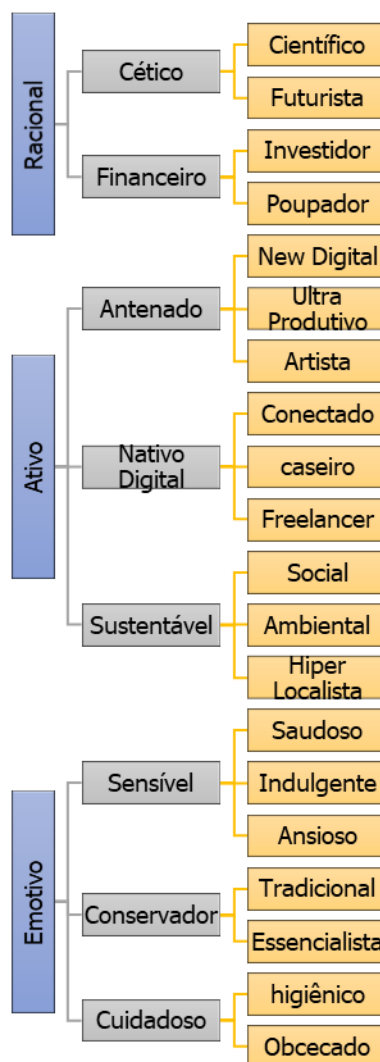 Racional
Cético
Científico
Futurista
Financeiro
Investidor
Poupador
Ativo
Antenado
New Digital
Ultra
Produtivo
Artista
Nativo
Digital
Conectado
caseiro
Freelancer
Sustentável
Social
Ambiental
Hiper
Localista
Emotivo
Sensível
Saudoso
Indulgente
Ansioso
Conservador
Tradicional
Essencialista
Cuidadoso
higiênico
Obcecado